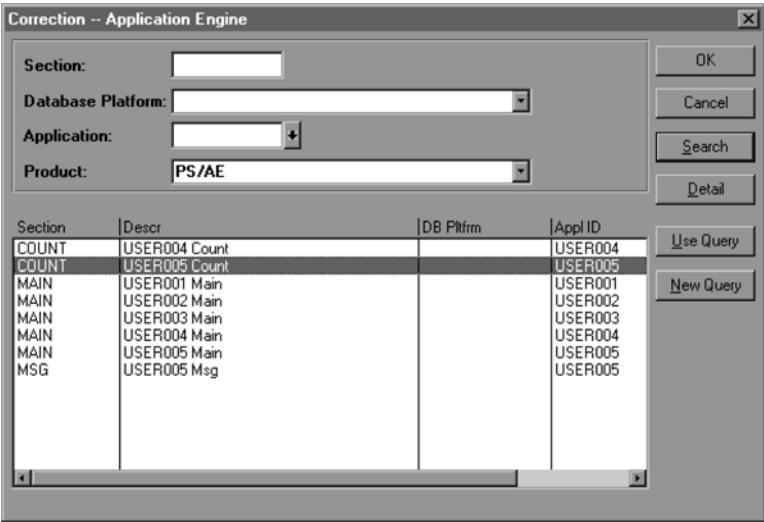 Correction -- Application Engine
Section:
OK
Database Platform:
Cancel
Application:
Search
Product: PS/AE
Detail
Section Descr DB Pltfrm Appl ID
Use Query
COUNT USER004 Count USER004
COUNT USER005 Count USER005
MAIN USER001 Main USER001
New Query
MAIN USER002 Main USER002
MAIN USER003 Main USER003
MAIN USER004 Main USER004
MAIN USER005 Main USER005
MSG USER005 Msg USER005